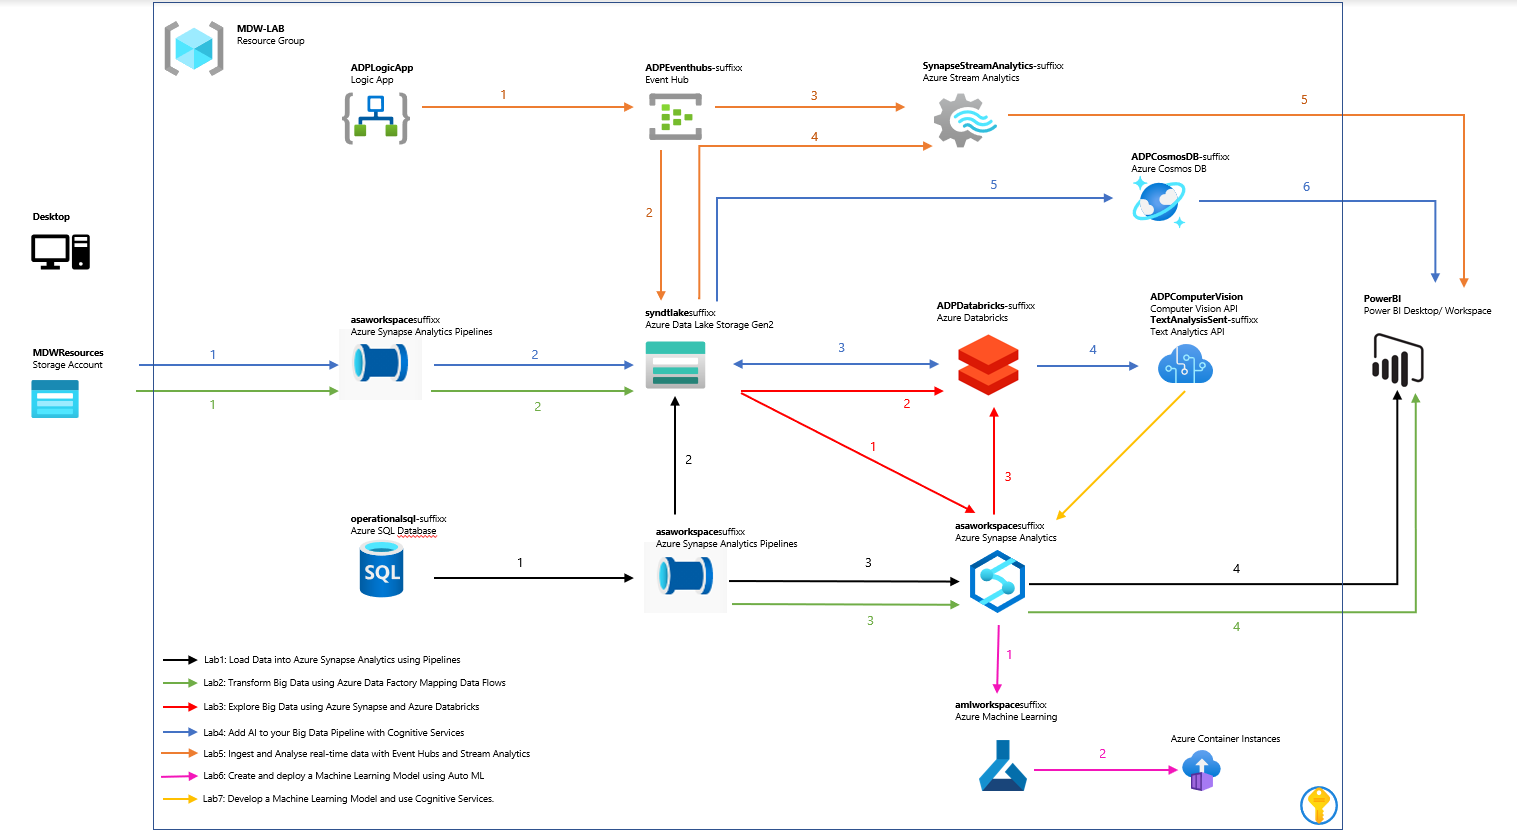 MDW-LAB
Resource Group
ADPLogicApp
Logic App
1
ADPEventhubs-suffixx
Event Hub
3
SynapseStreamAnalytics-suffixx
Azure Stream Analytics
5
4
ADPCosmosDB-suffixx
Azure Cosmos DB
5
6
2
Desktop
ADPComputerVision
Computer Vision API
TextAnalysisSent-suffixx
Text Analytics API
PowerBI
Power BI Desktop/ Workspace
ADPDatabricks-suffixx
Azure Databricks
syndtlakesuffixx
Azure Data Lake Storage Gen2
asaworkspacesuffixx
Azure Synapse Analytics Pipelines
MDWResources
Storage Account
1
2
3
4
1
2
2
1
2
3
operationalsql-suffixx
Azure SQL Database
SQL
1
asaworkspacesuffixx
Azure Synapse Analytics Pipelines
3
3
asaworkspacesuffixx
Azure Synapse Analytics
4
4
1
Lab1: Load Data into Azure Synapse Analytics using Pipelines
Lab2: Transform Big Data using Azure Data Factory Mapping Data Flows
Lab3: Explore Big Data using Azure Synapse and Azure Databricks
Lab4: Add AI to your Big Data Pipeline with Cognitive Services
Lab5: Ingest and Analyse real-time data with Event Hubs and Stream Analytics
Lab6: Create and deploy a Machine Learning Model using Auto ML
Lab7: Develop a Machine Learning Model and use Cognitive Services.
amlworkspacesuffixx
Azure Machine Learning
2
Azure Container Instances